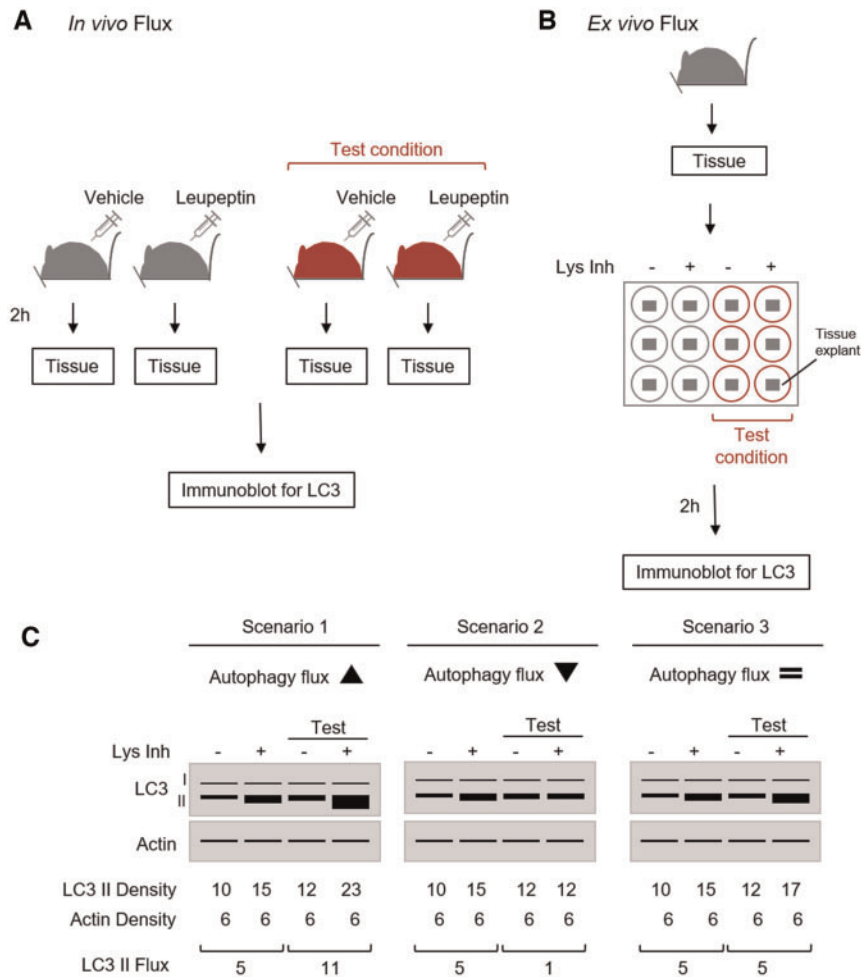 A In vivo Flux
Test condition
Vehicle Leupeptin Vehicle Leupeptin
2h
Tissue Tissue Tissue Tissue
Immunoblot for LC3
B Ex vivo Flux
Tissue
Lys Inh - + - +
Tissue
explant
Test
condition
2h
Immunoblot for LC3
C
Scenario 1 Scenario 2 Scenario 3
Autophagy flux ▲ Autophagy flux ▼ Autophagy flux =
Test Test Test
Lys Inh - + - + - + - + - + - +
LC3 I
II
Actin
LC3 II Density 10 15 12 23 10 15 12 12 10 15 12 17
Actin Density 6 6 6 6 6 6 6 6 6 6 6 6
LC3 II Flux 5 11 5 1 5 5